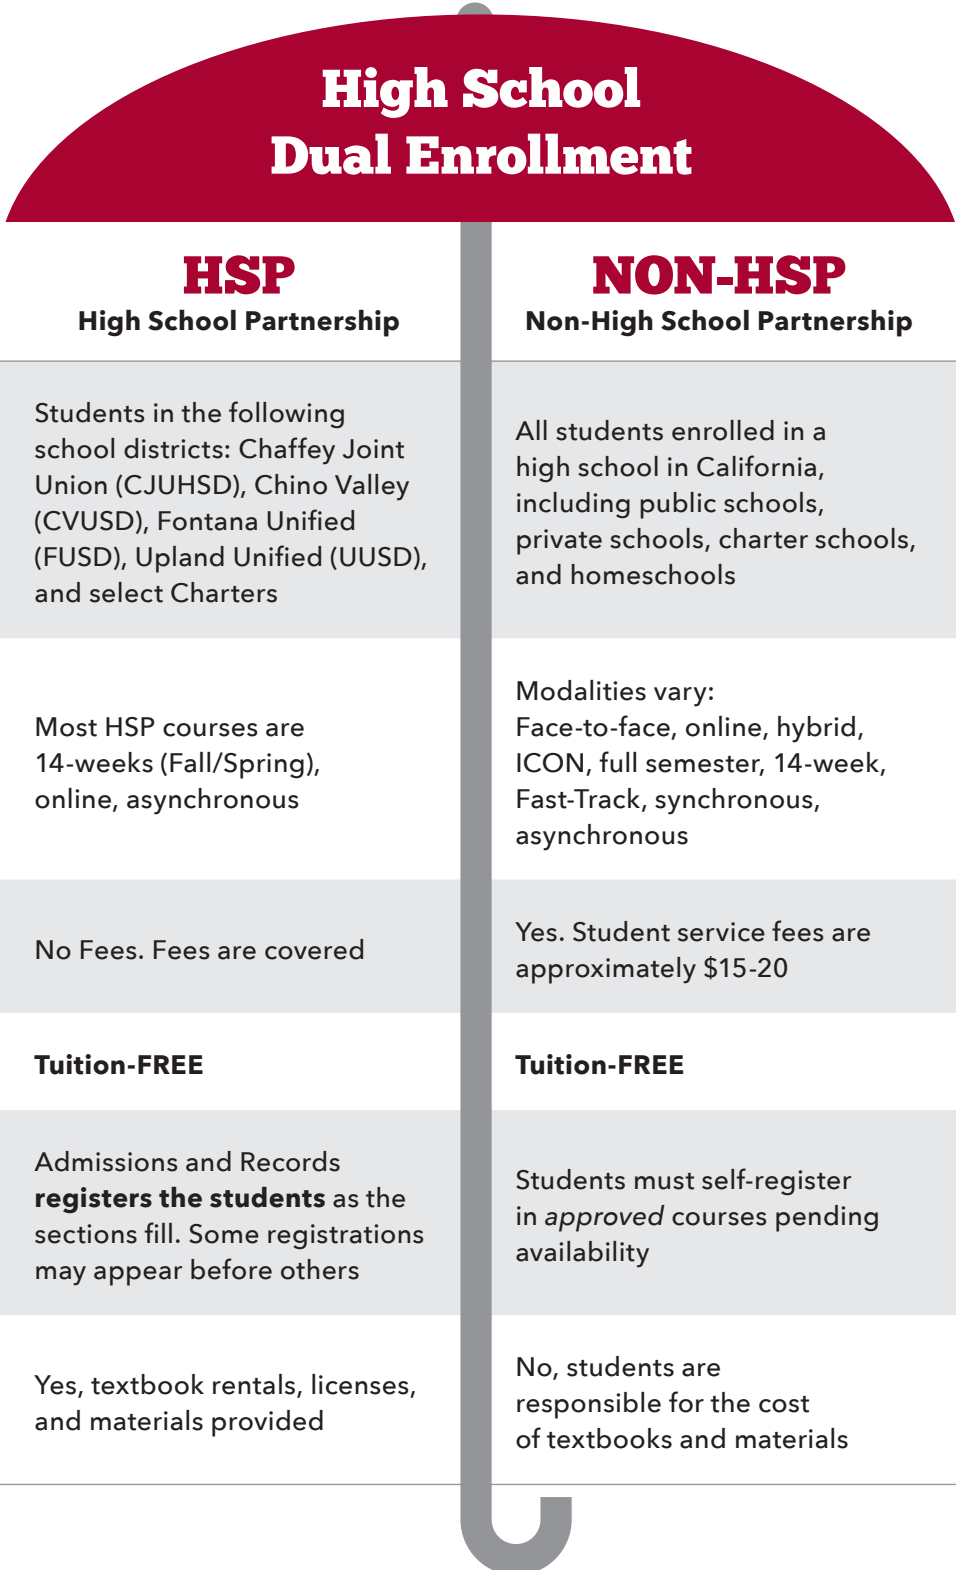 High School
Dual Enrollment
HSP
High School Partnership
NON-HSP
Non-High School Partnership
Students in the following
school districts: Chaffey Joint
Union (CJUHSD), Chino Valley
(CVUSD), Fontana Unified
(FUSD), Upland Unified (UUSD),
and select Charters
All students enrolled in a
high school in California,
including public schools,
private schools, charter schools,
and homeschools
Most HSP courses are
14-weeks (Fall/Spring),
online, asynchronous
Modalities vary:
Face-to-face, online, hybrid,
ICON, full semester, 14-week,
Fast-Track, synchronous,
asynchronous
No Fees. Fees are covered
Yes. Student service fees are
approximately $15-20
Tuition-FREE
Tuition-FREE
Admissions and Records
registers the students as the
sections fill. Some registrations
may appear before others
Students must self-register
in approved courses pending
availability
Yes, textbook rentals, licenses,
and materials provided
No, students are
responsible for the cost
of textbooks and materials